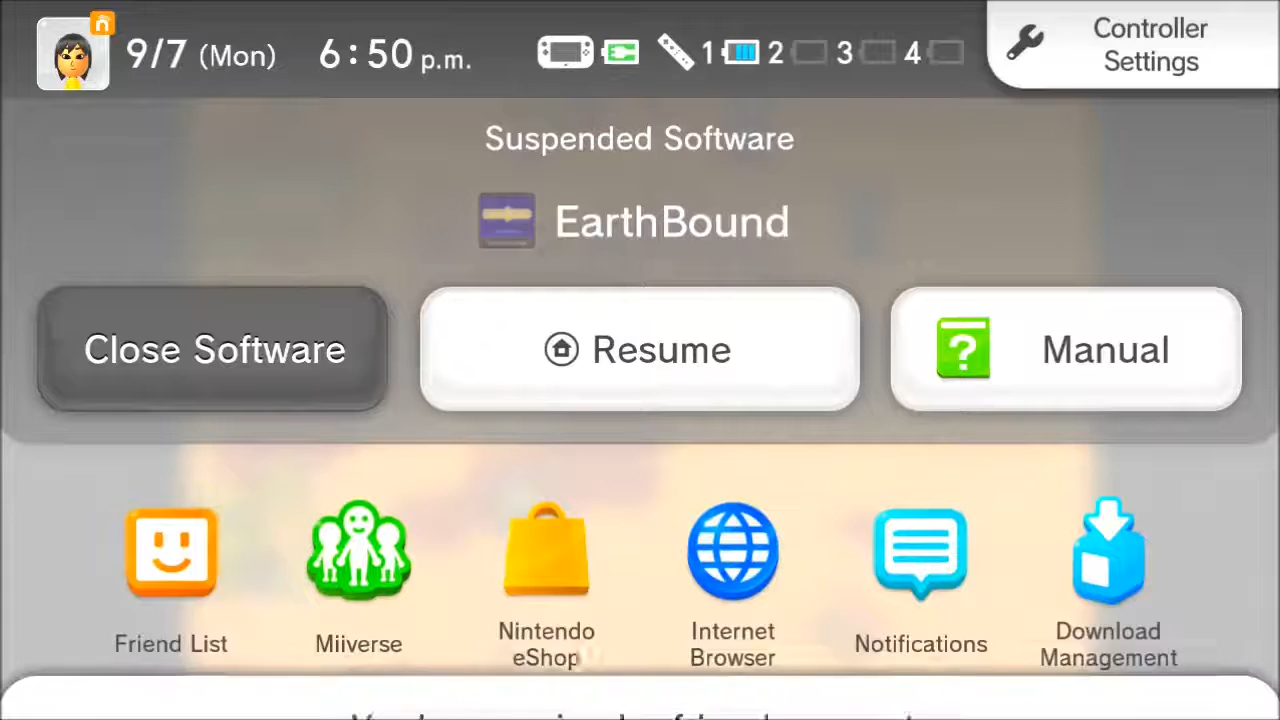 9/7 (Mon) 6:50 p.m. 1 2 3 4
Controller
Settings
Suspended Software
EarthBound
Close Software
Resume
Manual
Friend List
Miiverse
Nintendo
eShop
Internet
Browser
Notifications
Download
Management